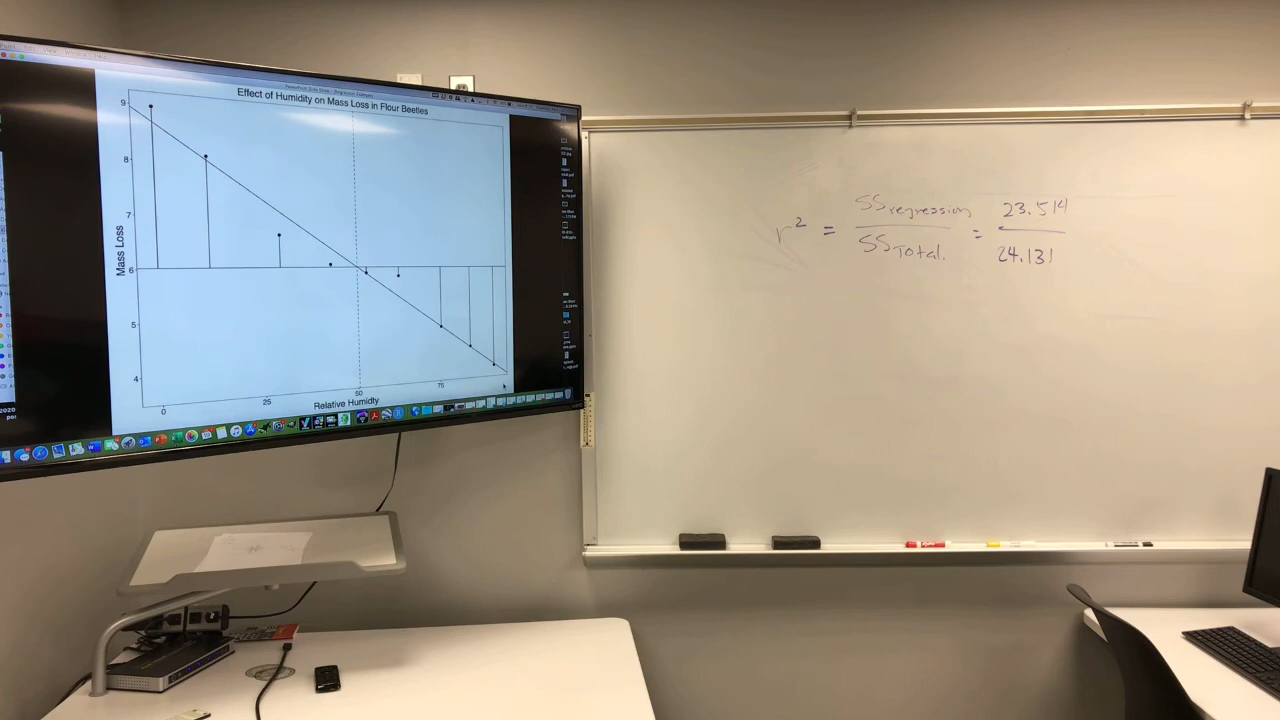 Effect of Humidity on Mass Loss in Flour Beetles
Mass Loss
9
8
7
6
5
4
0 25 50 75
Relative Humidity
r² = SSregression / SSTotal. = 23.514 / 24.131